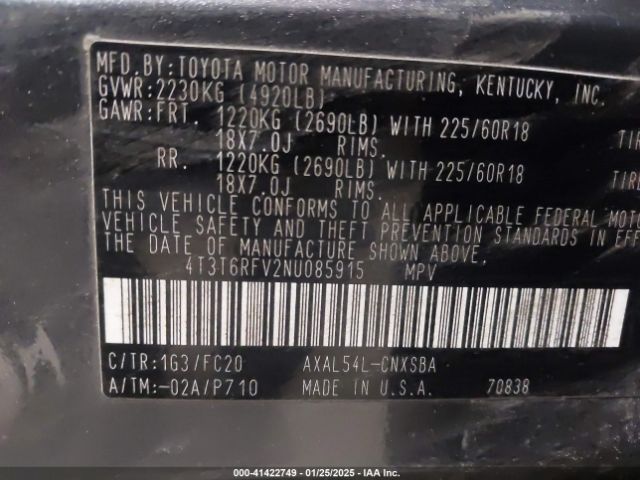 MFD.BY:TOYOTA MOTOR MANUFACTURING, KENTUCKY, INC.
GVWR:2230KG (4920LB)
GAWR:FRT. 1220KG (2690LB) WITH 225/60R18
18X7.0J RIMS.
RR. 1220KG (2690LB) WITH 225/60R18
18X7.0J RIMS.
THIS VEHICLE CONFORMS TO ALL APPLICABLE FEDERAL
VEHICLE SAFETY AND THEFT PREVENTION STANDARDS IN
THE DATE OF MANUFACTURE SHOWN ABOVE.
4T3T6RFV2NU085915 MPV
C/TR:1G3/FC20 AXAL54L-CNXSBA
A/TM:-02A/P710 MADE IN U.S.A. 70838
000-41422749 - 01/25/2025 - IAA Inc.